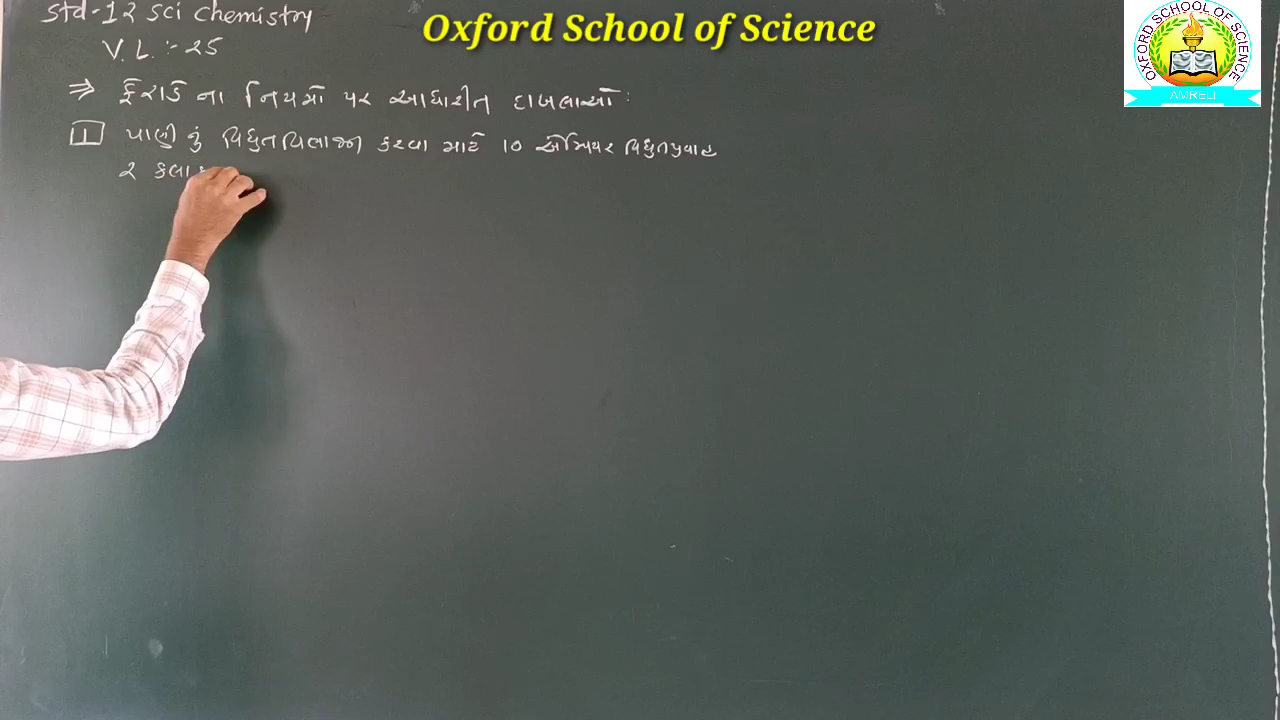 Oxford School of Science
OXFORD SCHOOL OF SCIENCE
AMRELI
Std-12 sci chemistry
V. L. :- 25
⇒ ફેરાડે ના નિયમો પર આધારીત દાખલાઓ :
1 પાણી નું વિધુતવિભાજન કરવા માટે 10 એમ્પિયર વિધુતપ્રવાહ
2 કલાક